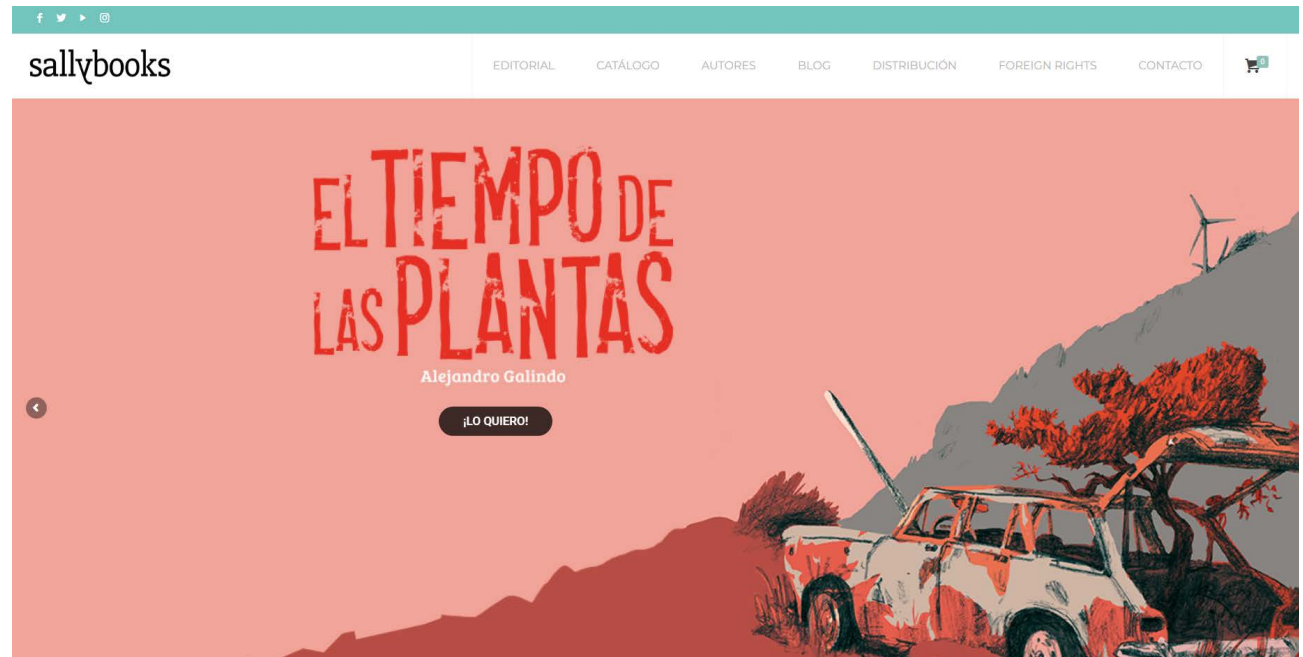 sallybooks
EDITORIAL CATÁLOGO AUTORES BLOG DISTRIBUCIÓN FOREIGN RIGHTS CONTACTO 0
EL TIEMPO DE
LAS PLANTAS
Alejandro Galindo
¡LO QUIERO!